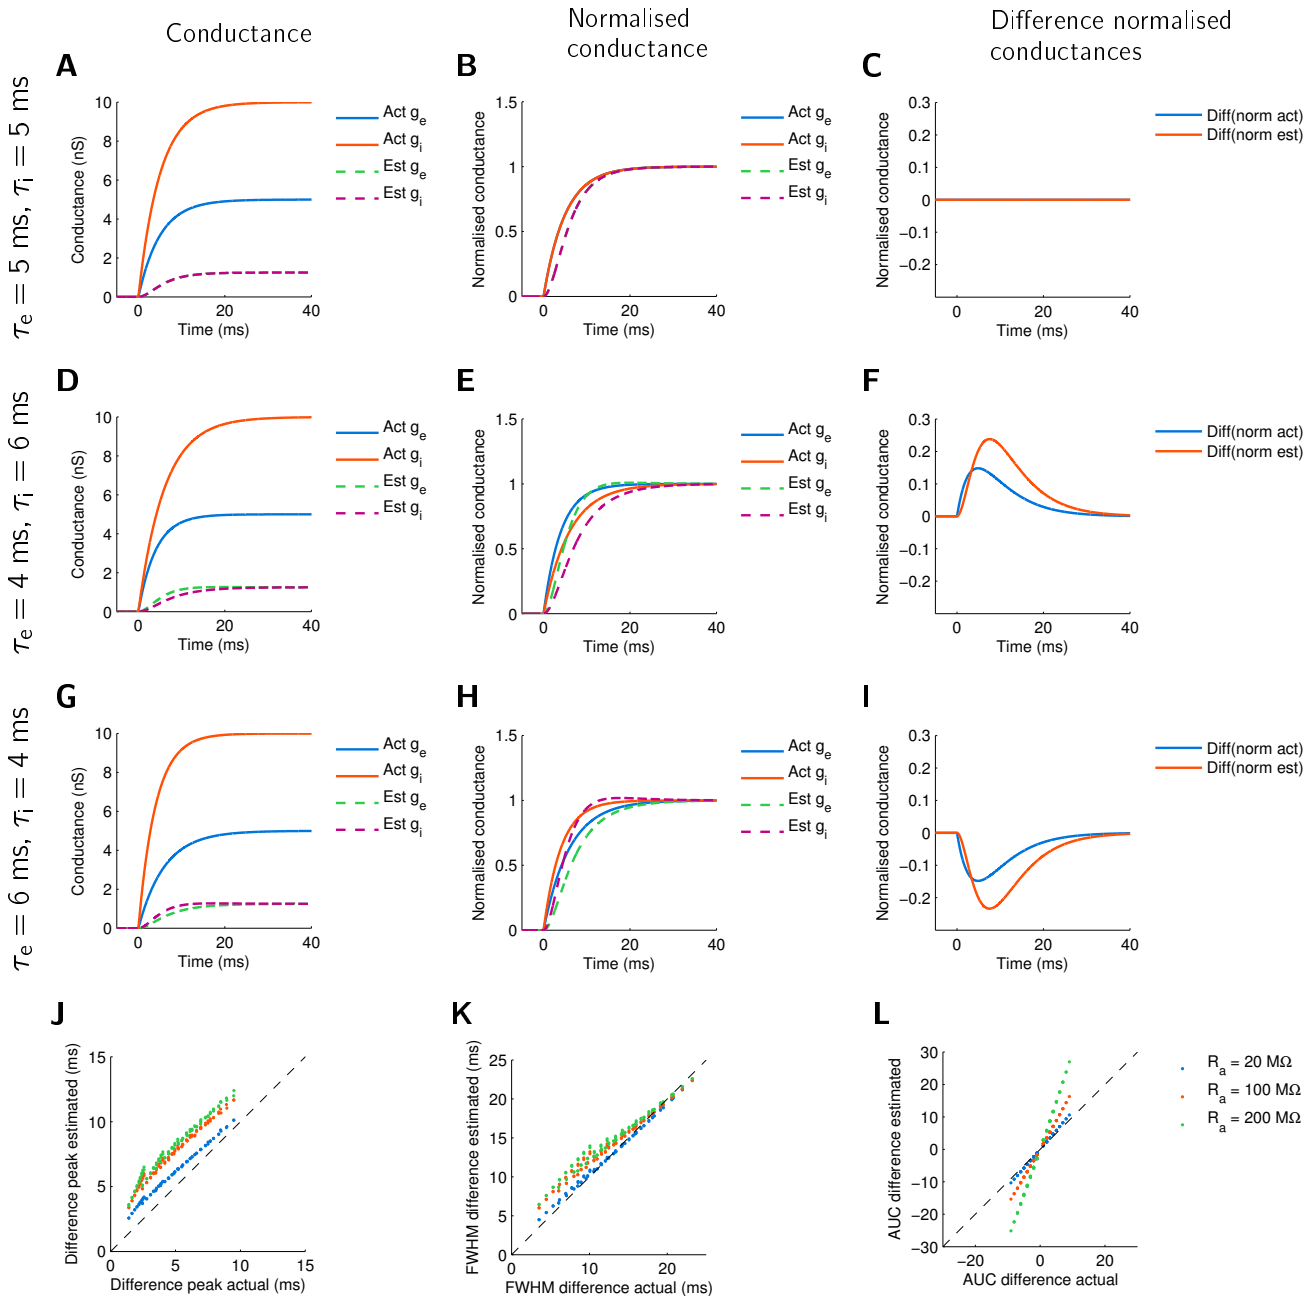 Conductance
Normalised
conductance
Difference normalised
conductances
τe = 5 ms, τi = 5 ms
A
Conductance (nS)
10
8
6
4
2
0
0 20 40
Time (ms)
Act ge
Act gi
Est ge
Est gi
B
Normalised conductance
1.5
1
0.5
0
0 20 40
Time (ms)
Act ge
Act gi
Est ge
Est gi
C
Normalised conductance
0.3
0.2
0.1
0
−0.1
−0.2
0 20 40
Time (ms)
Diff(norm act)
Diff(norm est)
τe = 4 ms, τi = 6 ms
D
Conductance (nS)
10
8
6
4
2
0
0 20 40
Time (ms)
Act ge
Act gi
Est ge
Est gi
E
Normalised conductance
1.5
1
0.5
0
0 20 40
Time (ms)
Act ge
Act gi
Est ge
Est gi
F
Normalised conductance
0.3
0.2
0.1
0
−0.1
−0.2
0 20 40
Time (ms)
Diff(norm act)
Diff(norm est)
τe = 6 ms, τi = 4 ms
G
Conductance (nS)
10
8
6
4
2
0
0 20 40
Time (ms)
Act ge
Act gi
Est ge
Est gi
H
Normalised conductance
1.5
1
0.5
0
0 20 40
Time (ms)
Act ge
Act gi
Est ge
Est gi
I
Normalised conductance
0.3
0.2
0.1
0
−0.1
−0.2
0 20 40
Time (ms)
Diff(norm act)
Diff(norm est)
J
Difference peak estimated (ms)
15
10
5
0
0 5 10 15
Difference peak actual (ms)
K
FWHM difference estimated (ms)
25
20
15
10
5
0
0 10 20
FWHM difference actual (ms)
L
AUC difference estimated
30
20
10
0
−10
−20
−30
−20 0 20
AUC difference actual
Ra = 20 MΩ
Ra = 100 MΩ
Ra = 200 MΩ